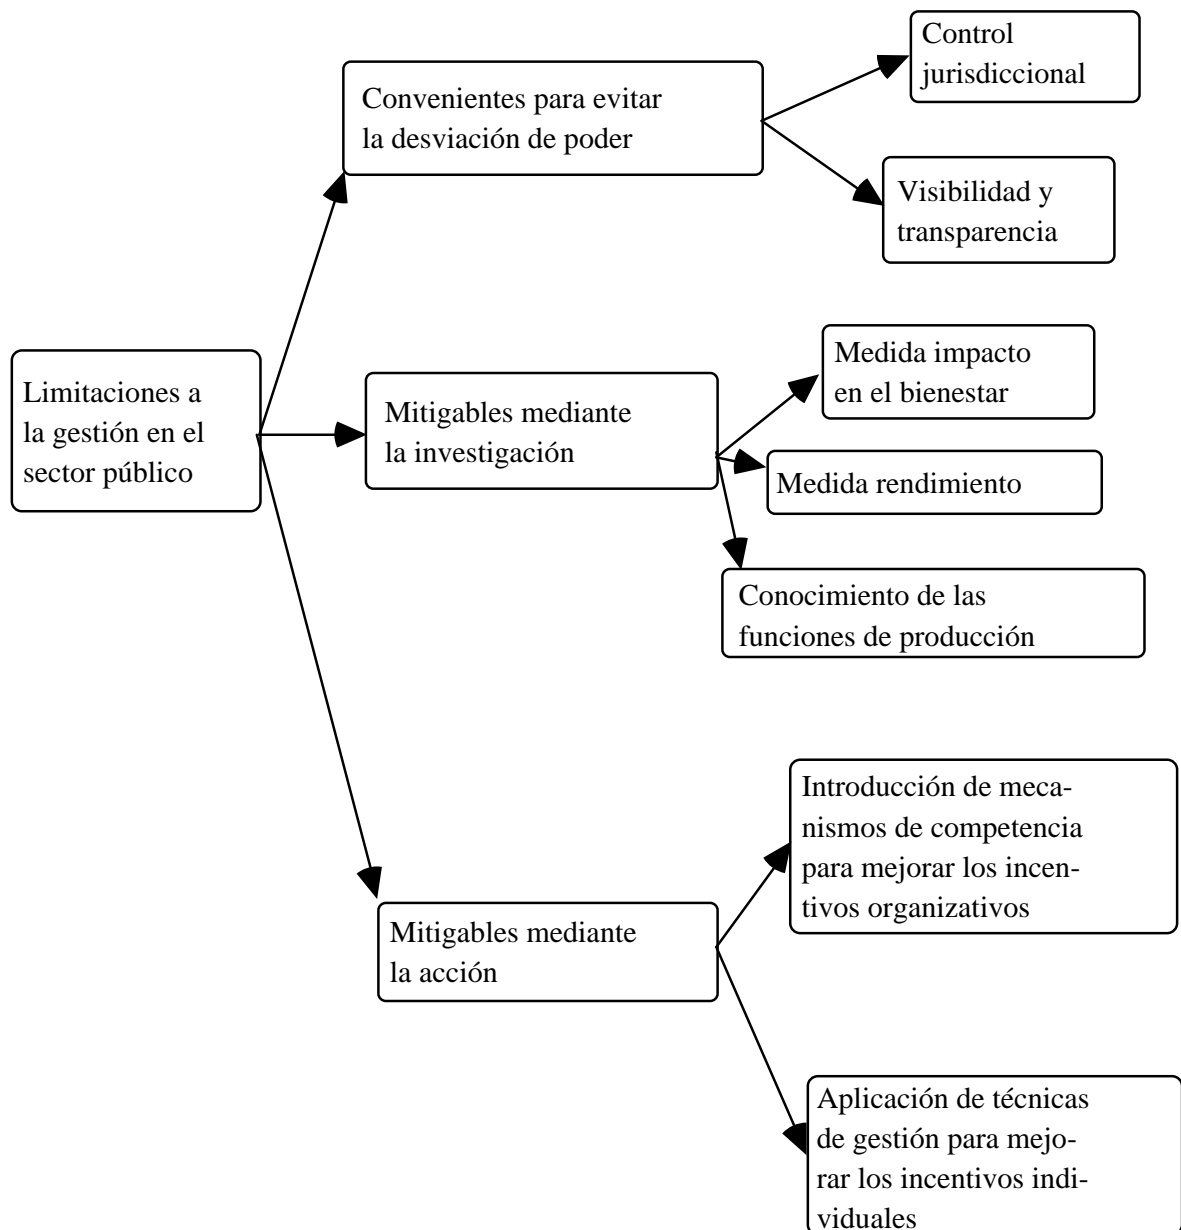 Control
jurisdiccional
Convenientes para evitar
la desviación de poder
Visibilidad y
transparencia
Limitaciones a
la gestión en el
sector público
Mitigables mediante
la investigación
Medida impacto
en el bienestar
Medida rendimiento
Conocimiento de las
funciones de producción
Mitigables mediante
la acción
Introducción de meca-
nismos de competencia
para mejorar los incen-
tivos organizativos
Aplicación de técnicas
de gestión para mejo-
rar los incentivos indi-
viduales